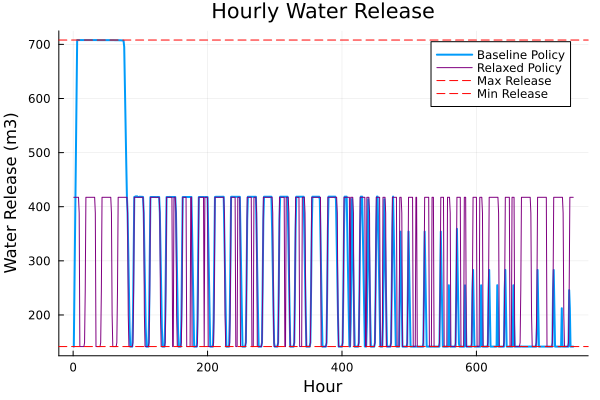 Hourly Water Release
700
600
500
400
300
200
Water Release (m3)
0
200
400
600
Hour
Baseline Policy
Relaxed Policy
Max Release
Min Release